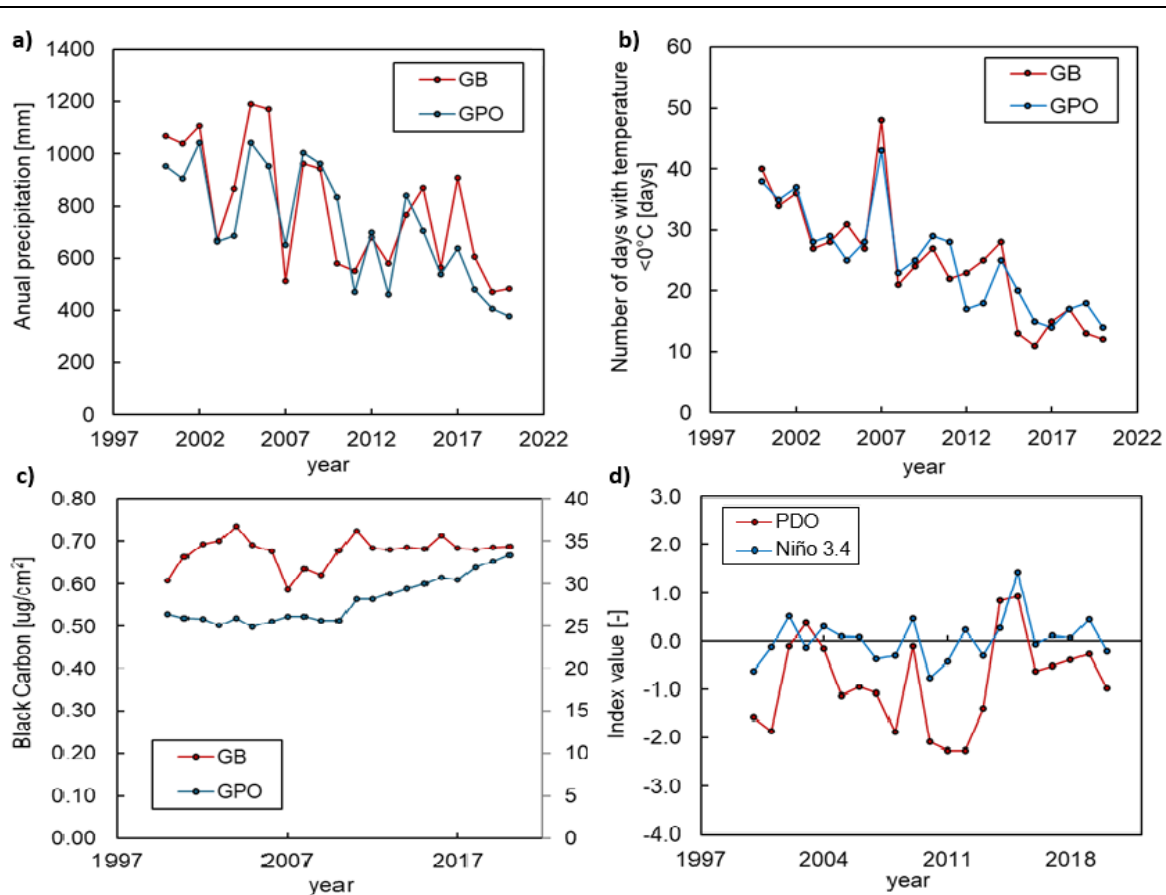 a)
1400
1200
1000
800
600
400
200
0
Anual precipitation [mm]
GB
GPO
1997 2002 2007 2012 2017 2022
year
b)
60
50
40
30
20
10
0
Number of days with temperature
<0°C [days]
GB
GPO
1997 2002 2007 2012 2017 2022
year
c)
0.80
0.70
0.60
0.50
0.40
0.30
0.20
0.10
0.00
Black Carbon [ug/cm²]
GB
GPO
40
35
30
25
20
15
10
5
0
1997 2007 2017
year
d)
3.0
2.0
1.0
0.0
-1.0
-2.0
-3.0
-4.0
Index value [-]
PDO
Niño 3.4
1997 2004 2011 2018
year